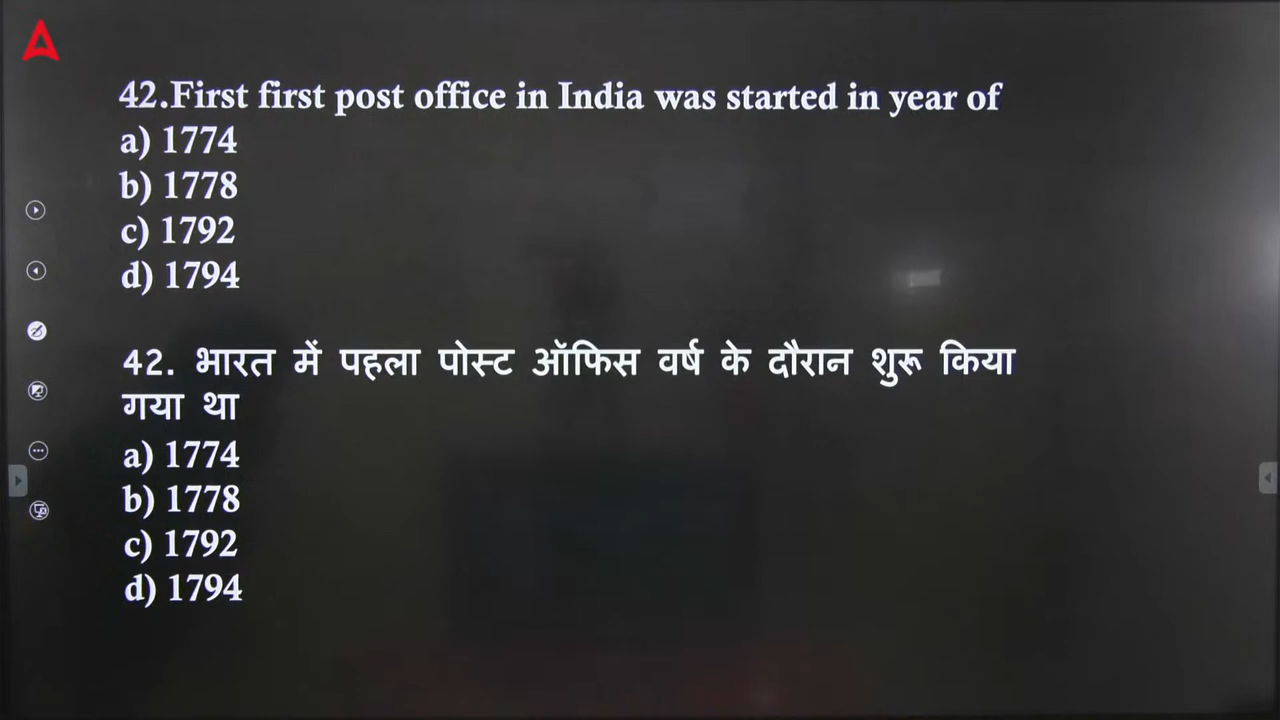 42.First first post office in India was started in year of
a) 1774
b) 1778
c) 1792
d) 1794
42. भारत में पहला पोस्ट ऑफिस वर्ष के दौरान शुरू किया
गया था
a) 1774
b) 1778
c) 1792
d) 1794